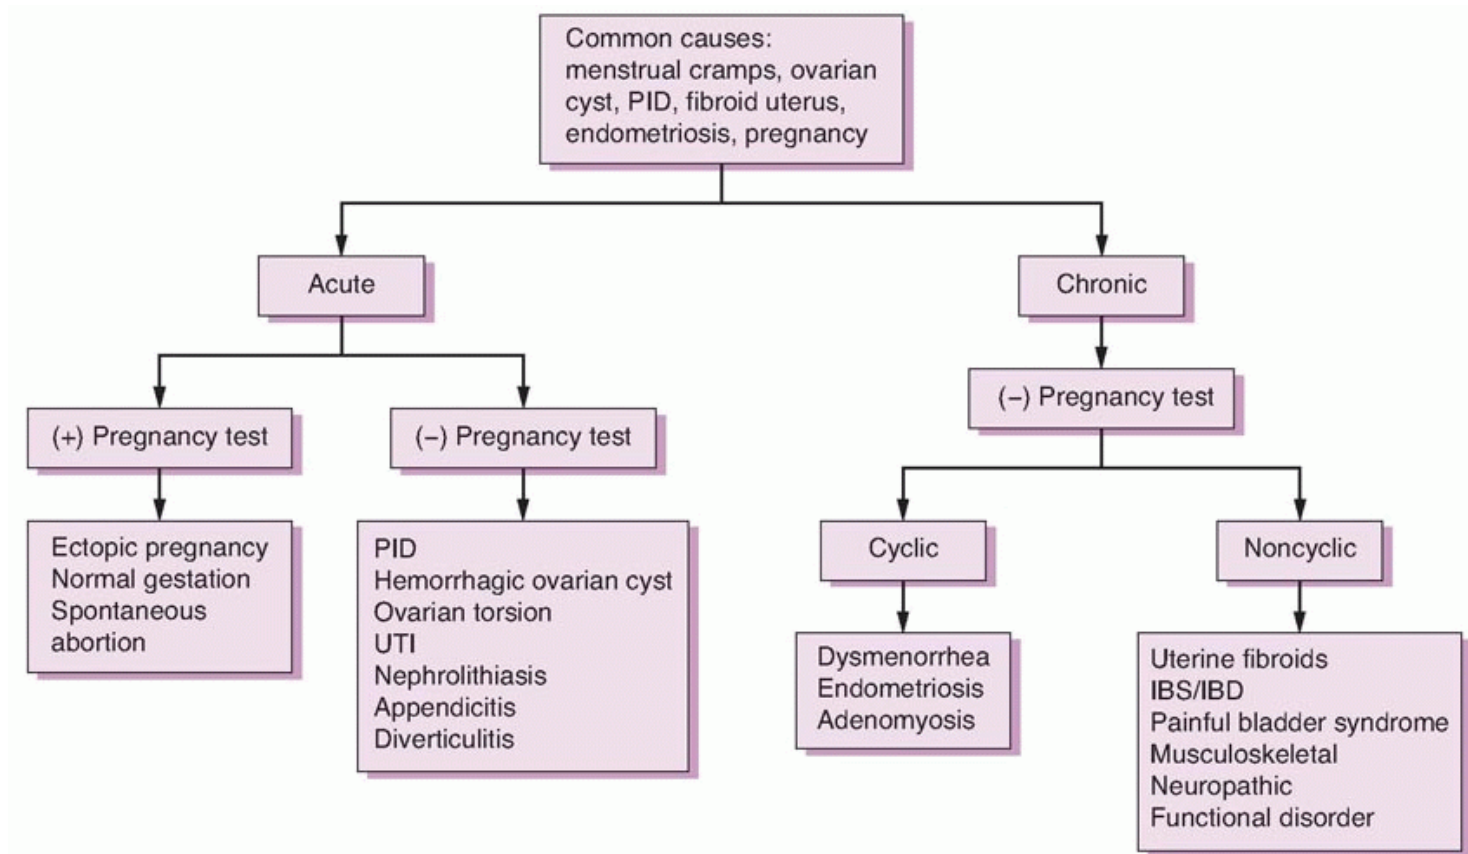 Common causes:
menstrual cramps, ovarian
cyst, PID, fibroid uterus,
endometriosis, pregnancy
Acute
Chronic
(−) Pregnancy test
(+) Pregnancy test
(−) Pregnancy test
Ectopic pregnancy
Normal gestation
Spontaneous
abortion
PID
Hemorrhagic ovarian cyst
Ovarian torsion
UTI
Nephrolithiasis
Appendicitis
Diverticulitis
Cyclic
Noncyclic
Dysmenorrhea
Endometriosis
Adenomyosis
Uterine fibroids
IBS/IBD
Painful bladder syndrome
Musculoskeletal
Neuropathic
Functional disorder